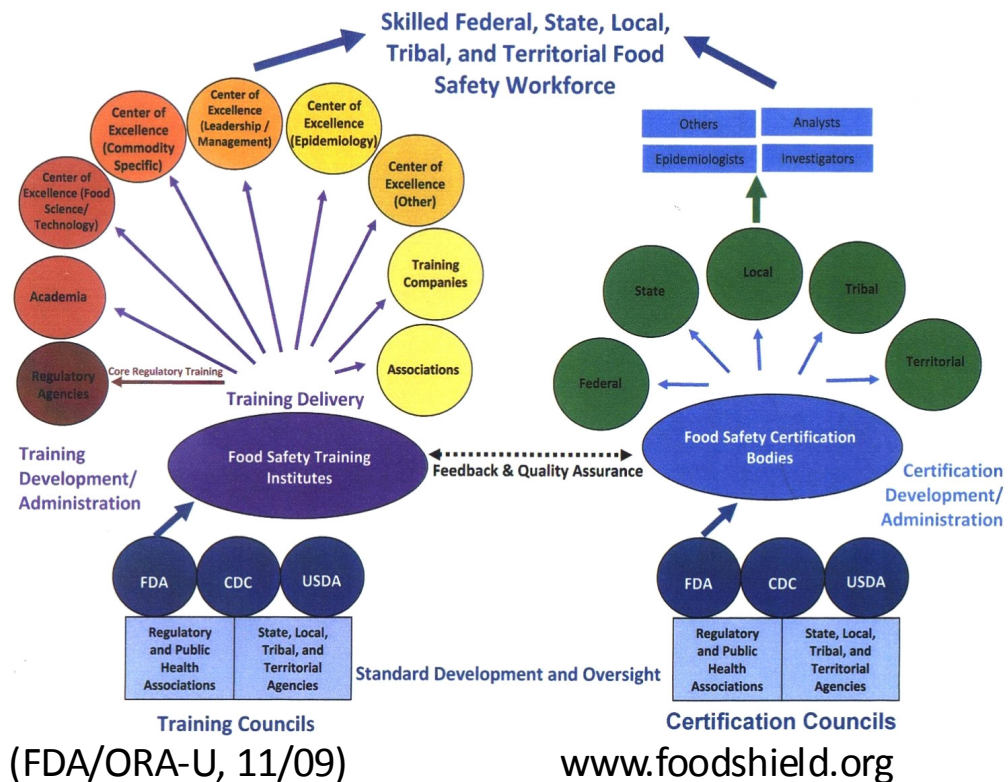 Skilled Federal, State, Local,
Tribal, and Territorial Food
Safety Workforce
Center of
Excellence
(Commodity
Specific)
Center of
Excellence
(Leadership /
Management)
Center of
Excellence
(Epidemiology)
Center of
Excellence
(Other)
Center of
Excellence (Food
Science/
Technology)
Training
Companies
Academia
Associations
Regulatory
Agencies
Core Regulatory Training
Training Delivery
Training
Development/
Administration
Food Safety Training
Institutes
Feedback & Quality Assurance
Others
Analysts
Epidemiologists
Investigators
Local
State
Tribal
Federal
Territorial
Food Safety Certification
Bodies
Certification
Development/
Administration
FDA
CDC
USDA
Regulatory
and Public
Health
Associations
State, Local,
Tribal, and
Territorial
Agencies
Training Councils
Standard Development and Oversight
FDA
CDC
USDA
Regulatory
and Public
Health
Associations
State, Local,
Tribal, and
Territorial
Agencies
Certification Councils
(FDA/ORA-U, 11/09)
www.foodshield.org